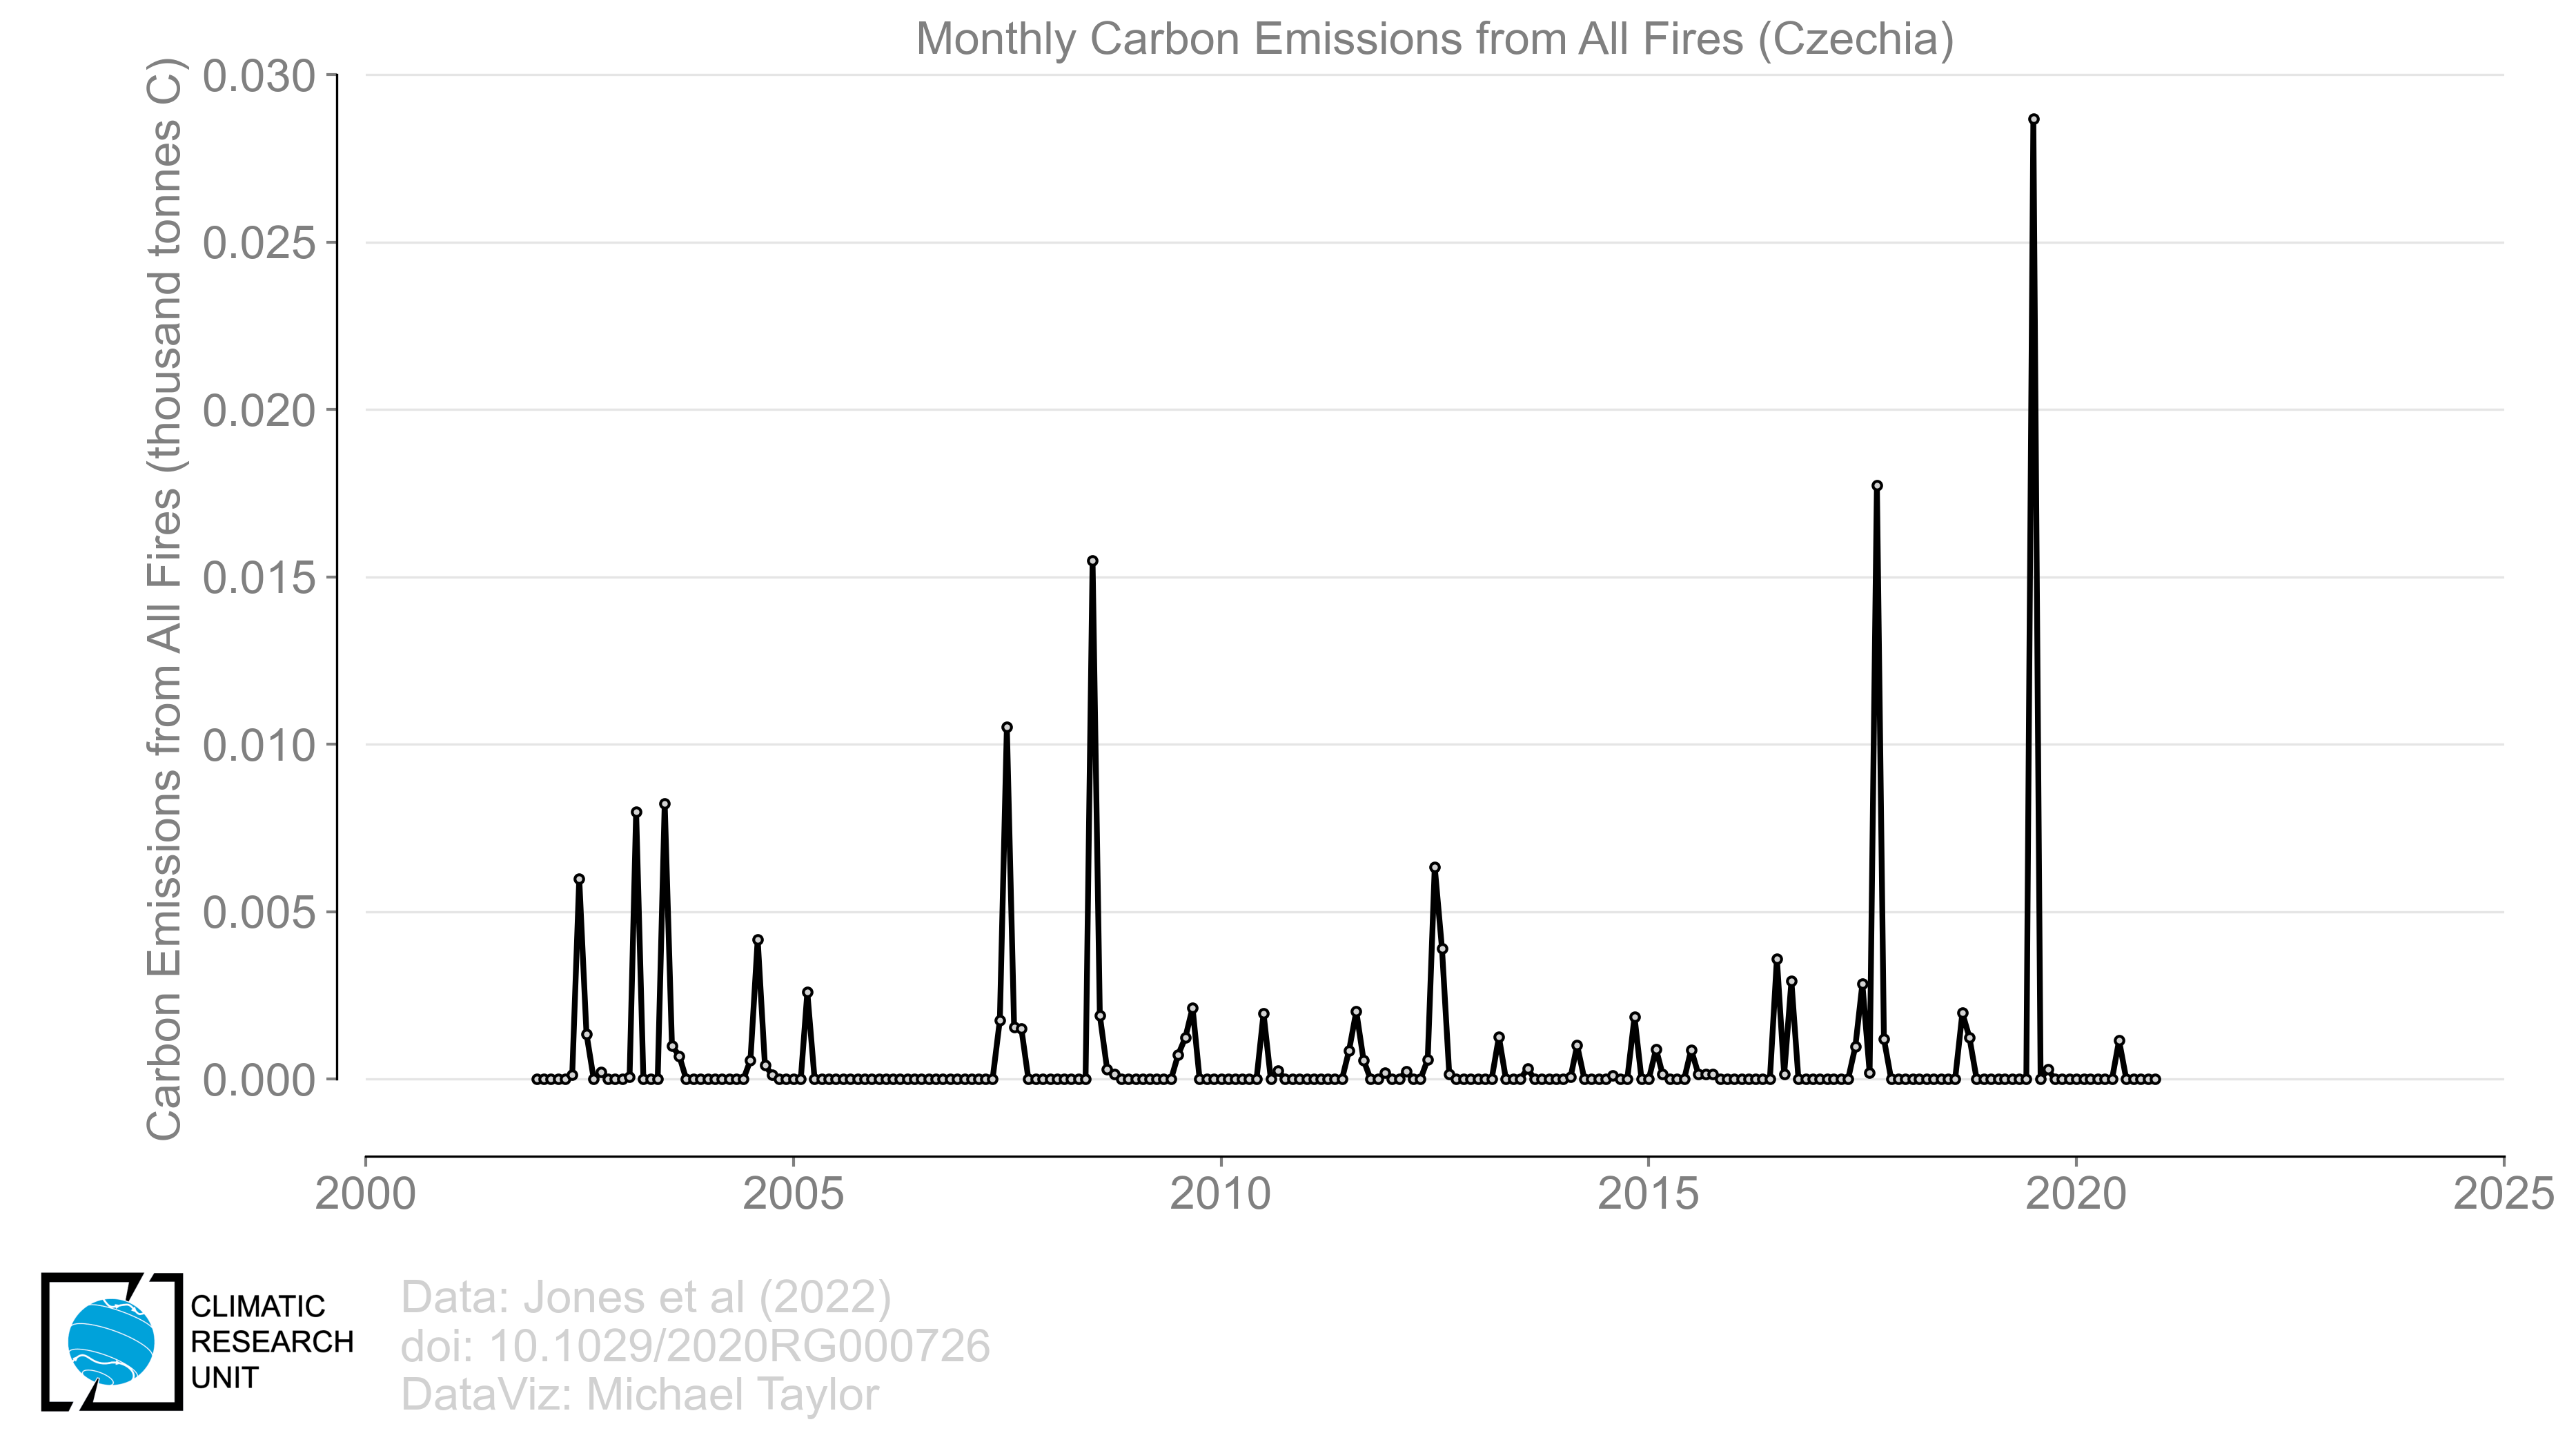 Monthly Carbon Emissions from All Fires (Czechia)
Carbon Emissions from All Fires (thousand tonnes C)
0.030
0.025
0.020
0.015
0.010
0.005
0.000
2000
2005
2010
2015
2020
2025
CLIMATIC
RESEARCH
UNIT
Data: Jones et al (2022)
doi: 10.1029/2020RG000726
DataViz: Michael Taylor